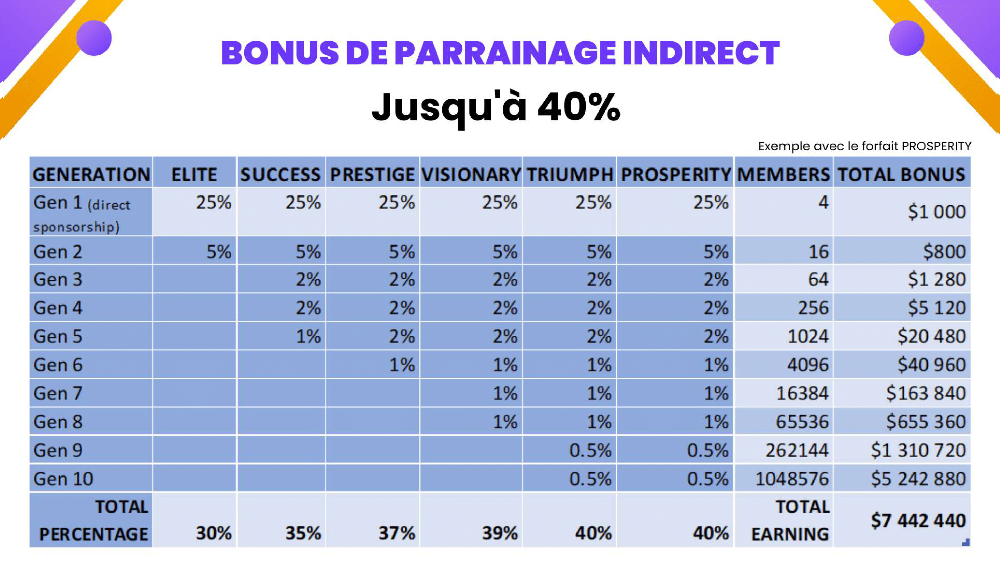 BONUS DE PARRAINAGE INDIRECT
Jusqu'à 40%
Exemple avec le forfait PROSPERITY
GENERATION ELITE SUCCESS PRESTIGE VISIONARY TRIUMPH PROSPERITY MEMBERS TOTAL BONUS
Gen 1 (direct sponsorship) 25% 25% 25% 25% 25% 25% 4 $1 000
Gen 2 5% 5% 5% 5% 5% 5% 16 $800
Gen 3 2% 2% 2% 2% 2% 64 $1 280
Gen 4 2% 2% 2% 2% 2% 256 $5 120
Gen 5 1% 2% 2% 2% 2% 1024 $20 480
Gen 6 1% 1% 1% 1% 4096 $40 960
Gen 7 1% 1% 1% 16384 $163 840
Gen 8 1% 1% 1% 65536 $655 360
Gen 9 0.5% 0.5% 262144 $1 310 720
Gen 10 0.5% 0.5% 1048576 $5 242 880
TOTAL PERCENTAGE 30% 35% 37% 39% 40% 40% TOTAL EARNING $7 442 440